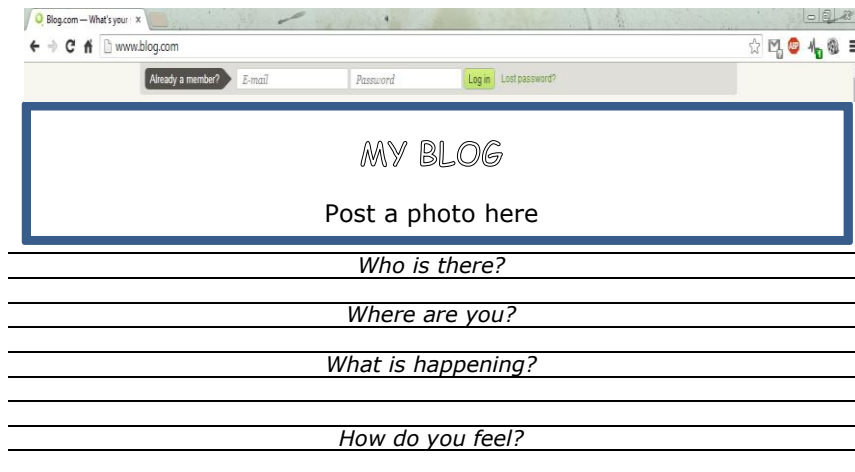 Blog.com — What's your x
www.blog.com
Already a member? E-mail Password Log in Lost password?
MY BLOG
Post a photo here
Who is there?
Where are you?
What is happening?
How do you feel?